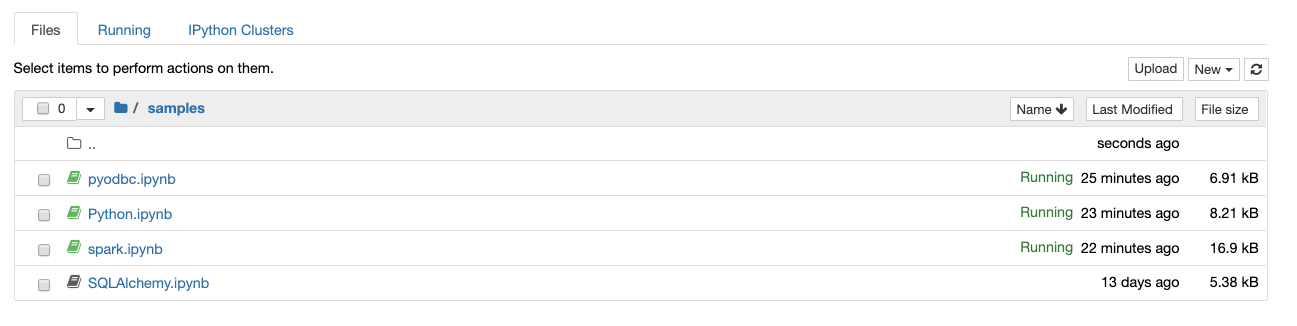 Files Running IPython Clusters
Select items to perform actions on them. Upload New
0 / samples Name Last Modified File size
.. seconds ago
pyodbc.ipynb Running 25 minutes ago 6.91 kB
Python.ipynb Running 23 minutes ago 8.21 kB
spark.ipynb Running 22 minutes ago 16.9 kB
SQLAlchemy.ipynb 13 days ago 5.38 kB